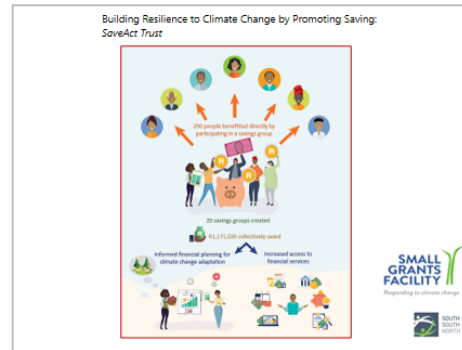 Building Resilience to Climate Change by Promoting Saving:
SaveAct Trust
390 people benefitted directly by
participating in a savings group
R
R
R
20 savings groups created
collectively saved
Informed financial planning for
climate change adaptation
Increased access to
financial services
SMALL
GRANTS
FACILITY
Responding to climate change
SOUTH
SOUTH
NORTH